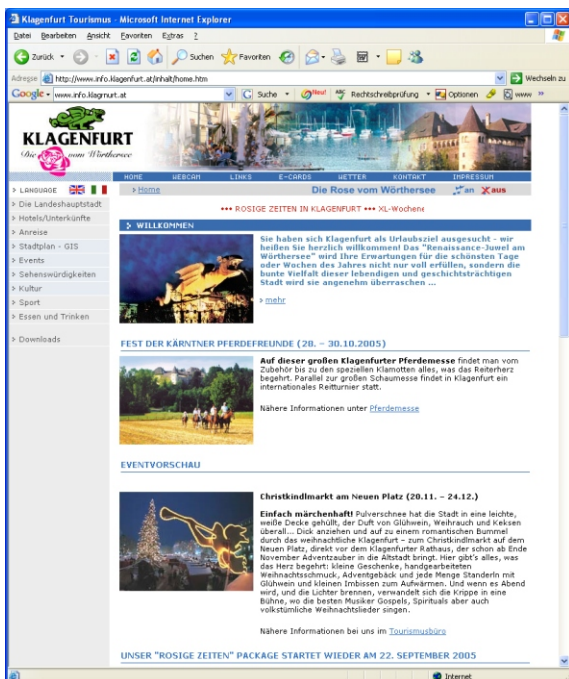 Klagenfurt Tourismus - Microsoft Internet Explorer
Datei Bearbeiten Ansicht Favoriten Extras ?
Zurück Suchen Favoriten
Adresse http://www.info.klagenfurt.at/inhalt/home.htm Wechseln zu
Google www.info.klagrnurt.at Suche Neu! ABC Rechtschreibprüfung Optionen www »
KLAGENFURT
Die vom Wörthersee
HOME WEBCAM LINKS E-CARDS WETTER KONTAKT IMPRESSUM
> LANGUAGE
> Home Die Rose vom Wörthersee an aus
> Die Landeshauptstadt
> Hotels/Unterkünfte
> Anreise
> Stadtplan - GIS
> Events
> Sehenswürdigkeiten
> Kultur
> Sport
> Essen und Trinken
> Downloads
••• ROSIGE ZEITEN IN KLAGENFURT ••• XL-Wochene
WILLKOMMEN
Sie haben sich Klagenfurt als Urlaubsziel ausgesucht - wir
heißen Sie herzlich willkommen! Das "Renaissance-Juwel am
Wörthersee" wird Ihre Erwartungen für die schönsten Tage
oder Wochen des Jahres nicht nur voll erfüllen, sondern die
bunte Vielfalt dieser lebendigen und geschichtsträchtigen
Stadt wird sie angenehm überraschen ...
> mehr
FEST DER KÄRNTNER PFERDEFREUNDE (28. – 30.10.2005)
Auf dieser großen Klagenfurter Pferdemesse findet man vom
Zubehör bis zu den speziellen Klamotten alles, was das Reiterherz
begehrt. Parallel zur großen Schaumesse findet in Klagenfurt ein
internationales Reitturnier statt.
Nähere Informationen unter Pferdemesse
EVENTVORSCHAU
Christkindlmarkt am Neuen Platz (20.11. – 24.12.)
Einfach märchenhaft! Pulverschnee hat die Stadt in eine leichte,
weiße Decke gehüllt, der Duft von Glühwein, Weihrauch und Keksen
überall... Dick anziehen und auf zu einem romantischen Bummel
durch das weihnachtliche Klagenfurt – zum Christkindlmarkt auf dem
Neuen Platz, direkt vor dem Klagenfurter Rathaus, der schon ab Ende
November Adventzauber in die Altstadt bringt. Hier gibt's alles, was
das Herz begehrt: kleine Geschenke, handgearbeiteten
Weihnachtsschmuck, Adventgebäck und jede Menge Standerln mit
Glühwein und kleinen Imbissen zum Aufwärmen. Und wenn es Abend
wird, und die Lichter brennen, verwandelt sich die Krippe in eine
Bühne, wo die besten Musiker Gospels, Spirituals aber auch
volkstümliche Weihnachtslieder singen.
Nähere Informationen bei uns im Tourismusbüro
UNSER "ROSIGE ZEITEN" PACKAGE STARTET WIEDER AM 22. SEPTEMBER 2005
Internet